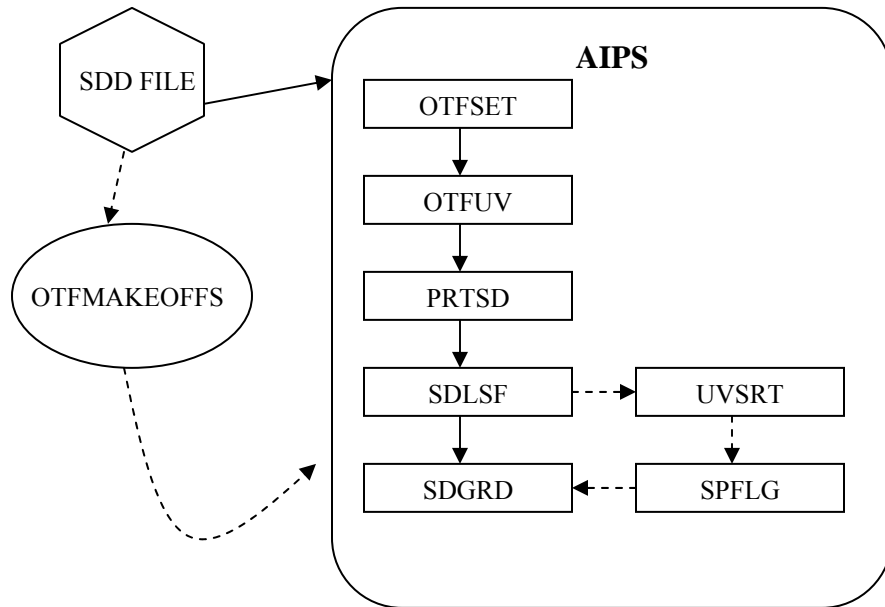 SDD FILE
AIPS
OTFSET
OTFUV
OTFMAKEOFFS
PRTSD
SDLSF
UVSRT
SDGRD
SPFLG